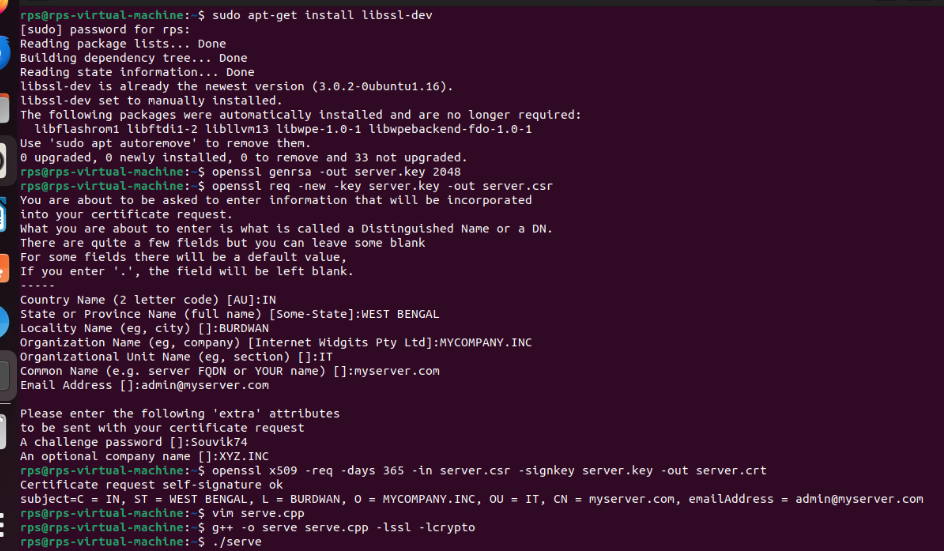 rps@rps-virtual-machine:~$ sudo apt-get install libssl-dev
[sudo] password for rps:
Reading package lists... Done
Building dependency tree... Done
Reading state information... Done
libssl-dev is already the newest version (3.0.2-0ubuntu1.16).
libssl-dev set to manually installed.
The following packages were automatically installed and are no longer required:
  libflashrom1 libftdi1-2 libllvm13 libwpe-1.0-1 libwpebackend-fdo-1.0-1
Use 'sudo apt autoremove' to remove them.
0 upgraded, 0 newly installed, 0 to remove and 33 not upgraded.
rps@rps-virtual-machine:~$ openssl genrsa -out server.key 2048
rps@rps-virtual-machine:~$ openssl req -new -key server.key -out server.csr
You are about to be asked to enter information that will be incorporated
into your certificate request.
What you are about to enter is what is called a Distinguished Name or a DN.
There are quite a few fields but you can leave some blank
For some fields there will be a default value,
If you enter '.', the field will be left blank.
-----
Country Name (2 letter code) [AU]:IN
State or Province Name (full name) [Some-State]:WEST BENGAL
Locality Name (eg, city) []:BURDWAN
Organization Name (eg, company) [Internet Widgits Pty Ltd]:MYCOMPANY.INC
Organizational Unit Name (eg, section) []:IT
Common Name (e.g. server FQDN or YOUR name) []:myserver.com
Email Address []:admin@myserver.com

Please enter the following 'extra' attributes
to be sent with your certificate request
A challenge password []:Souvik74
An optional company name []:XYZ.INC
rps@rps-virtual-machine:~$ openssl x509 -req -days 365 -in server.csr -signkey server.key -out server.crt
Certificate request self-signature ok
subject=C = IN, ST = WEST BENGAL, L = BURDWAN, O = MYCOMPANY.INC, OU = IT, CN = myserver.com, emailAddress = admin@myserver.com
rps@rps-virtual-machine:~$ vim serve.cpp
rps@rps-virtual-machine:~$ g++ -o serve serve.cpp -lssl -lcrypto
rps@rps-virtual-machine:~$ ./serve